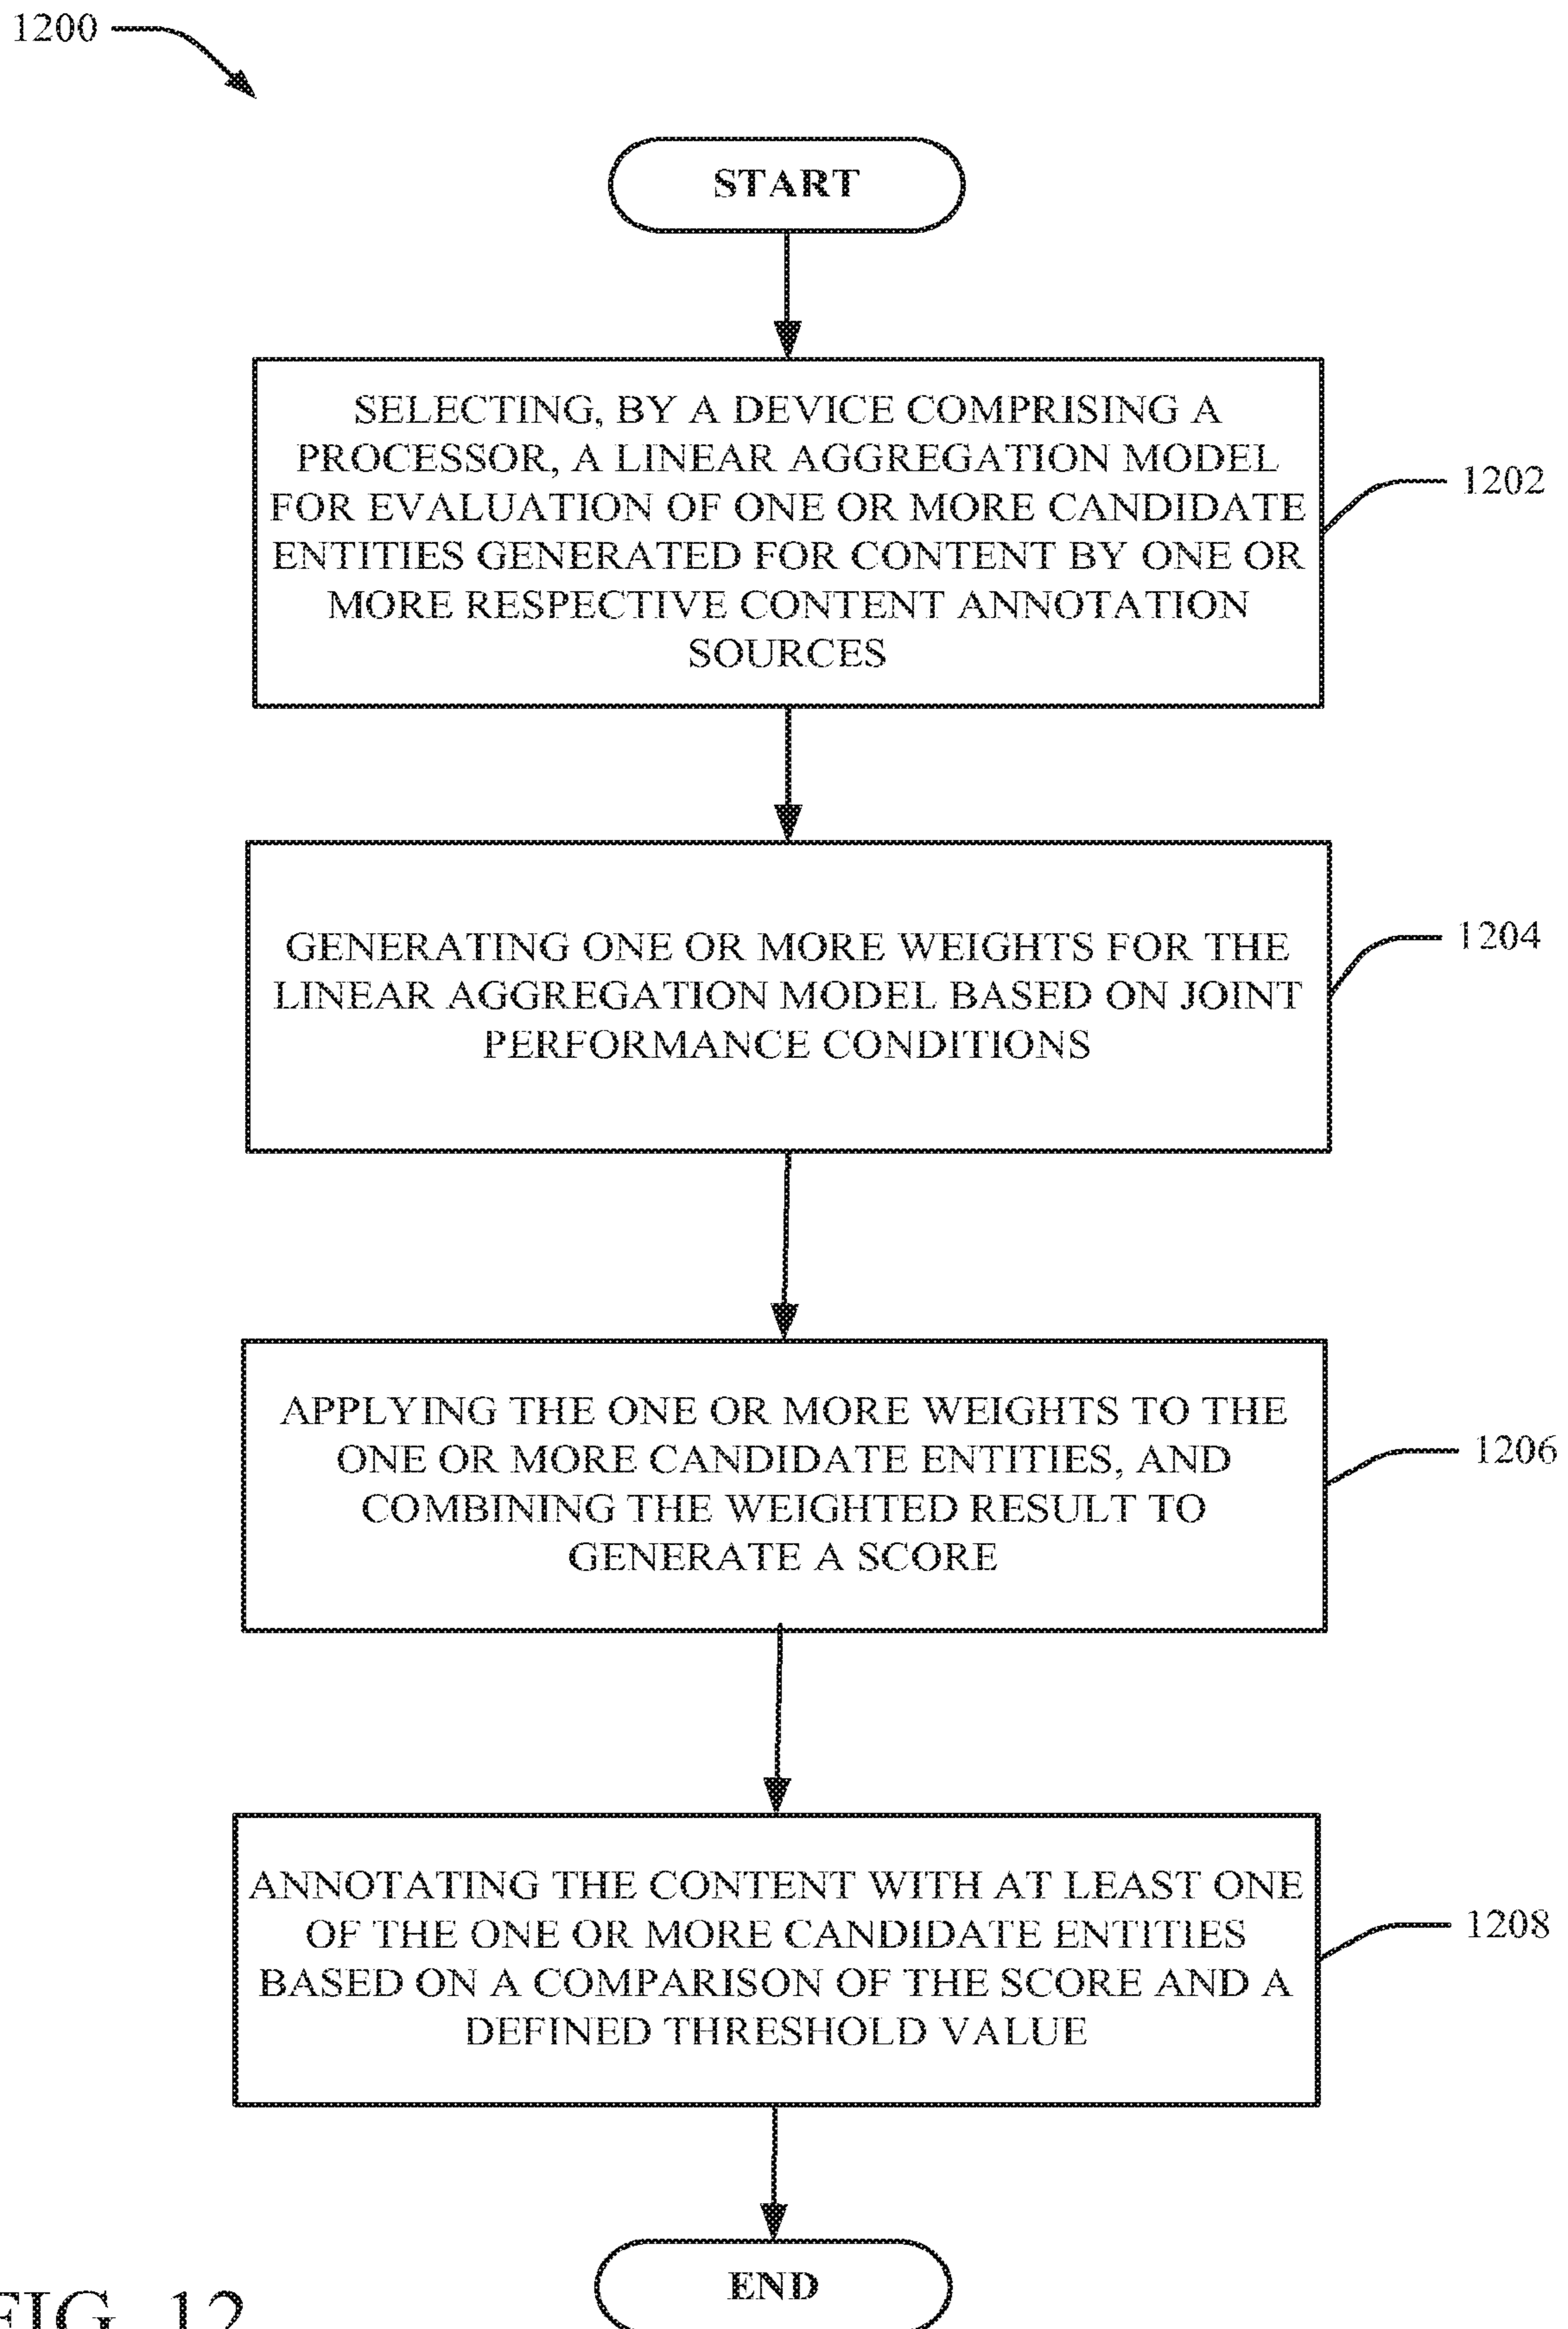 1200
START
SELECTING, BY A DEVICE COMPRISING A
PROCESSOR, A LINEAR AGGREGATION MODEL
FOR EVALUATION OF ONE OR MORE CANDIDATE
ENTITIES GENERATED FOR CONTENT BY ONE OR
MORE RESPECTIVE CONTENT ANNOTATION
SOURCES
1202
GENERATING ONE OR MORE WEIGHTS FOR THE
LINEAR AGGREGATION MODEL BASED ON JOINT
PERFORMANCE CONDITIONS
1204
APPLYING THE ONE OR MORE WEIGHTS TO THE
ONE OR MORE CANDIDATE ENTITIES, AND
COMBINING THE WEIGHTED RESULT TO
GENERATE A SCORE
1206
ANNOTATING THE CONTENT WITH AT LEAST ONE
OF THE ONE OR MORE CANDIDATE ENTITIES
BASED ON A COMPARISON OF THE SCORE AND A
DEFINED THRESHOLD VALUE
1208
END
FIG. 12